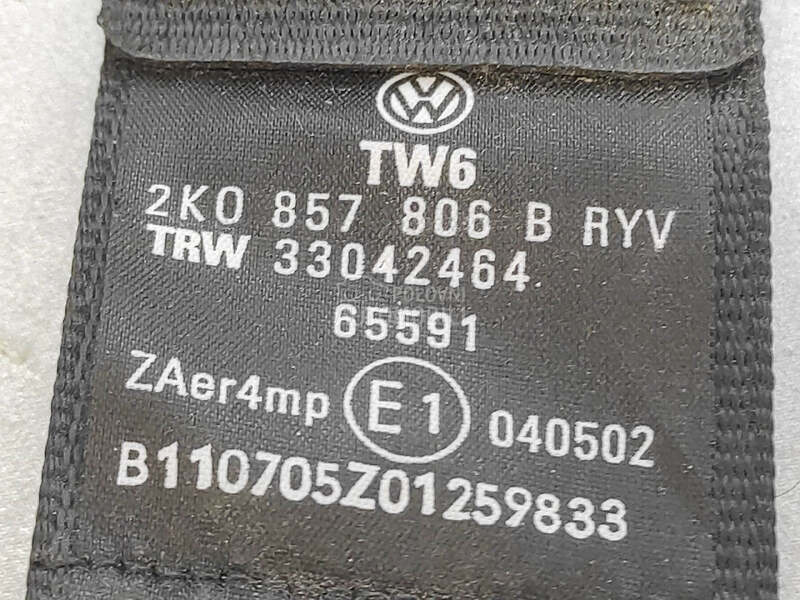 TW6
2K0 857 806 B RYV
TRW 33042464
65591
ZAer4mp E1 040502
B110705Z01259833